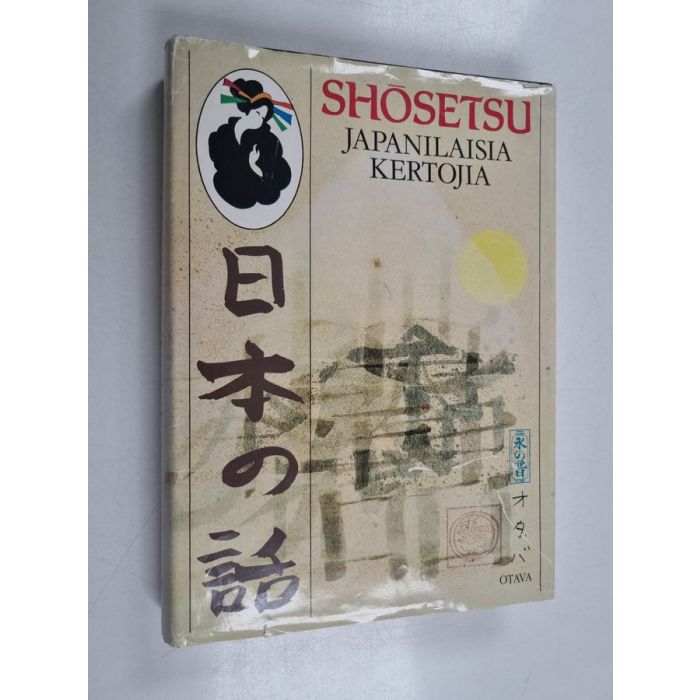 SHŌSETSU
JAPANILAISIA
KERTOJIA
日本の話
オタバ
OTAVA